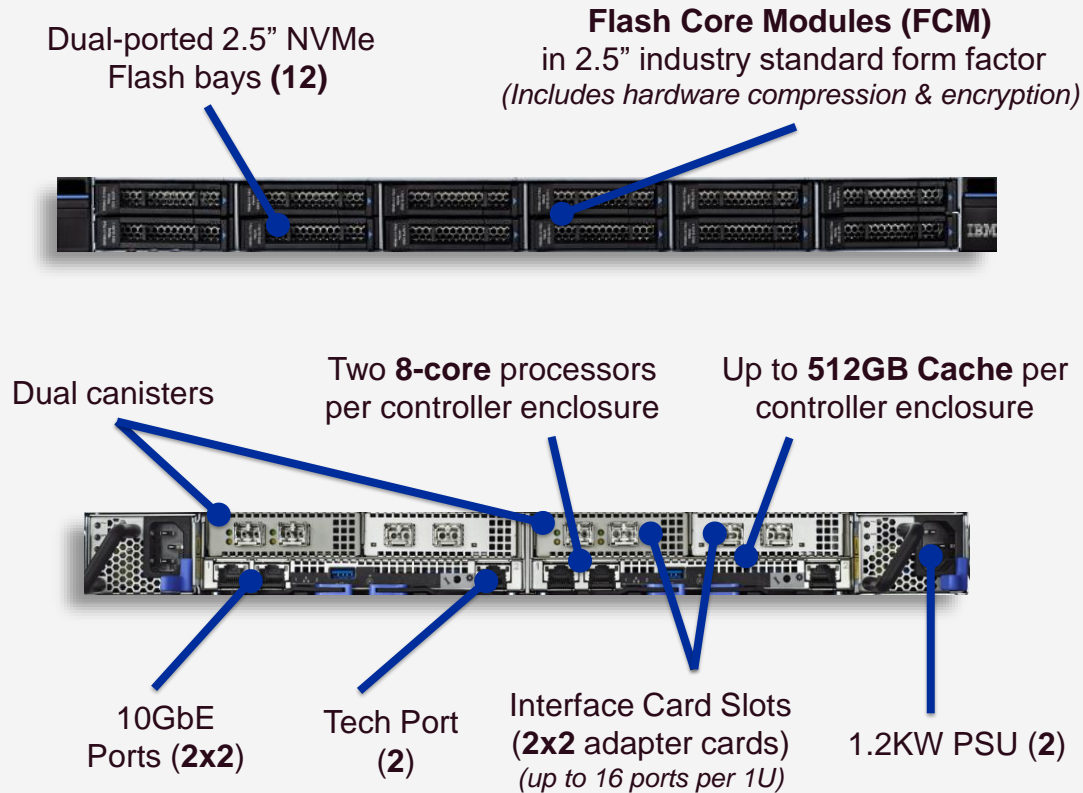 Dual-ported 2.5” NVMe
Flash bays (12)
Flash Core Modules (FCM)
in 2.5” industry standard form factor
(Includes hardware compression & encryption)
IBM
Dual canisters
Two 8-core processors
per controller enclosure
Up to 512GB Cache per
controller enclosure
10GbE
Ports (2x2)
Tech Port
(2)
Interface Card Slots
(2x2 adapter cards)
(up to 16 ports per 1U)
1.2KW PSU (2)